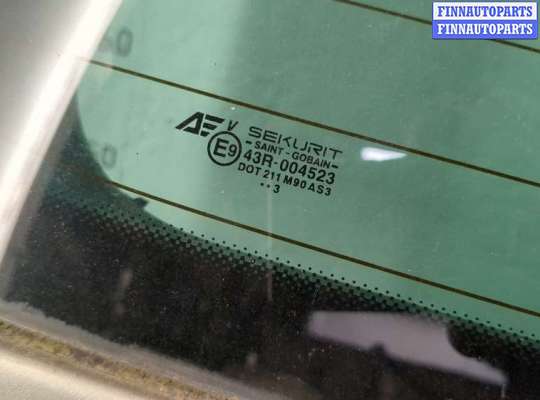 FINNAUTOPARTS
FINNAUTOPARTS
AE V SEKURIT
- SAINT - GOBAIN -
E9 43R-004523
DOT 211 M90 AS3
•• 3